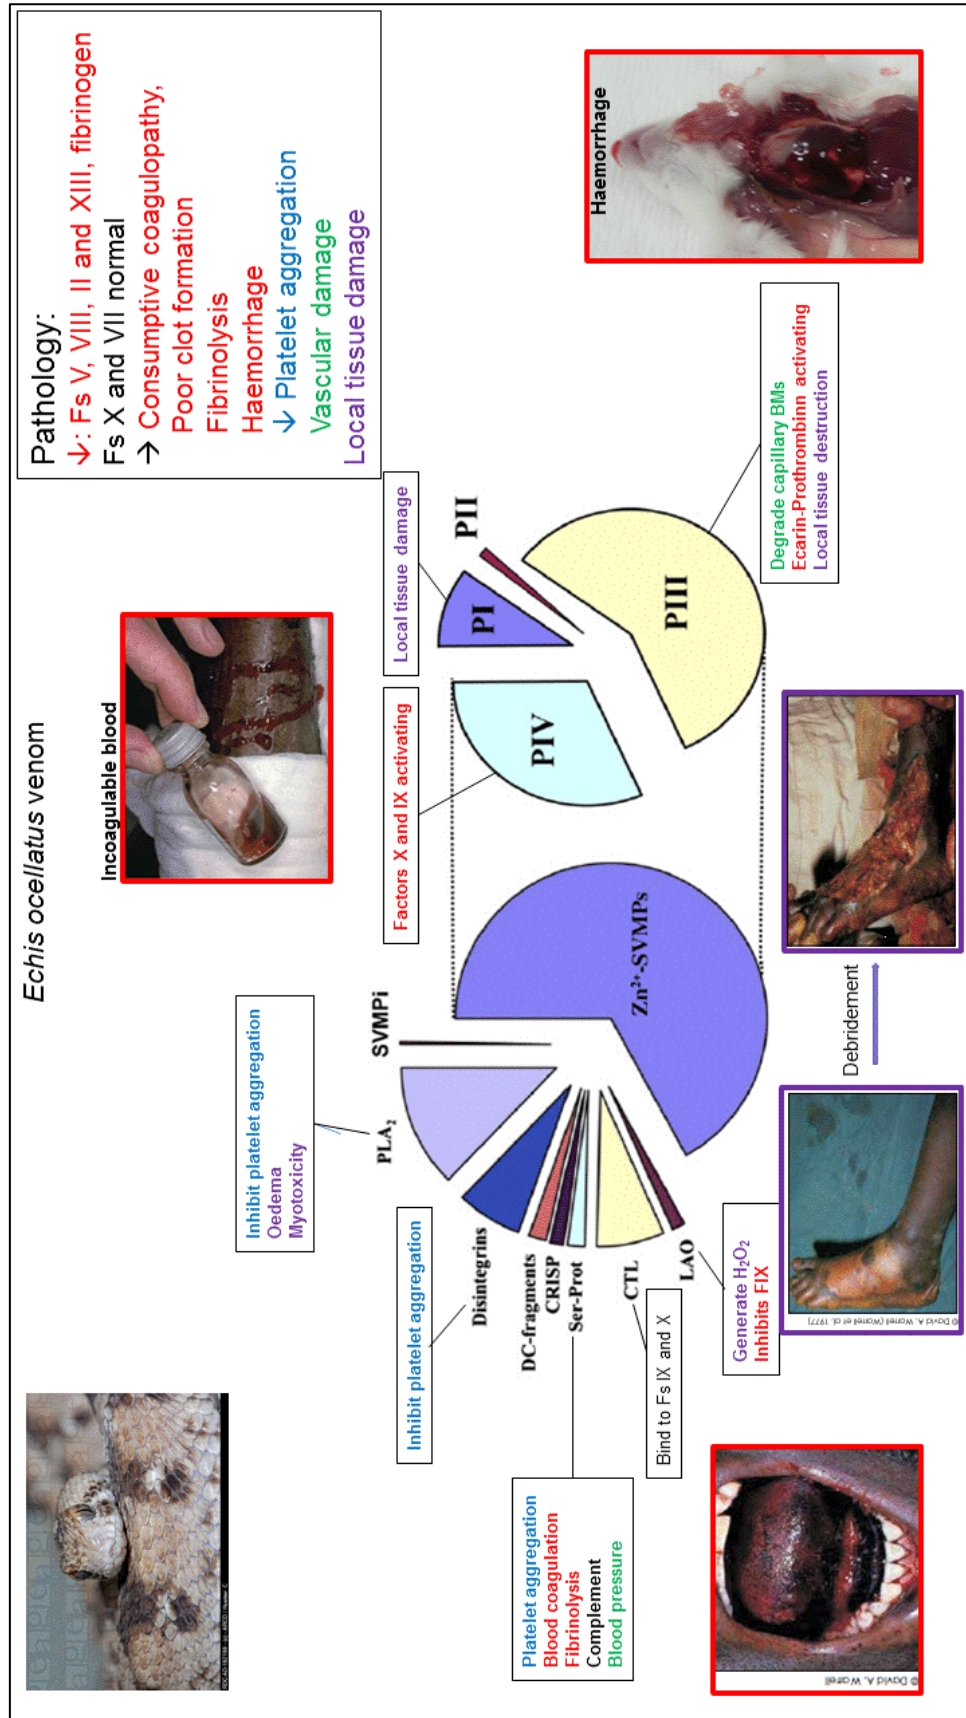 Echis ocellatus venom
Pathology:
↓: Fs V, VIII, II and XIII, fibrinogen
Fs X and VII normal
→ Consumptive coagulopathy,
Poor clot formation
Fibrinolysis
Haemorrhage
↓ Platelet aggregation
Vascular damage
Local tissue damage
Incoagulable blood
Haemorrhage
Inhibit platelet aggregation
Oedema
Myotoxicity
Inhibit platelet aggregation
Platelet aggregation
Blood coagulation
Fibrinolysis
Complement
Blood pressure
Bind to Fs IX and X
Generate H₂O₂
Inhibits FIX
Factors X and IX activating
Local tissue damage
Degrade capillary BMs
Ecarin-Prothrombinn activating
Local tissue destruction
SVMPi
PLA₂
Disintegrins
DC-fragments
CRISP
Ser-Prot
CTL
LAO
Zn²⁺-SVMPs
PI
PII
PIII
PIV
Debridement
© David A. Warrell
© David A. Warrell (Warrell et al. 1977)